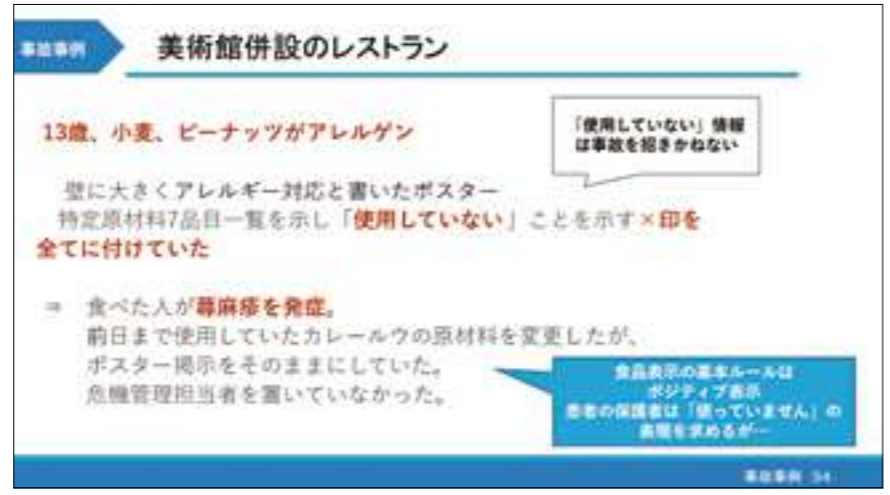 事故事例
美術館併設のレストラン
13歳、小麦、ピーナッツがアレルゲン
「使用していない」情報
は事故を招きかねない
壁に大きくアレルギー対応と書いたポスター
特定原材料7品目一覧を示し「使用していない」ことを示す×印を
全てに付けていた
⇒ 食べた人が蕁麻疹を発症。
前日まで使用していたカレールウの原材料を変更したが、
ポスター掲示をそのままにしていた。
危機管理担当者を置いていなかった。
食品表示の基本ルールは
ポジティブ表示
患者の保護者は「使っていません」の
表現を求めるが…
事故事例 34